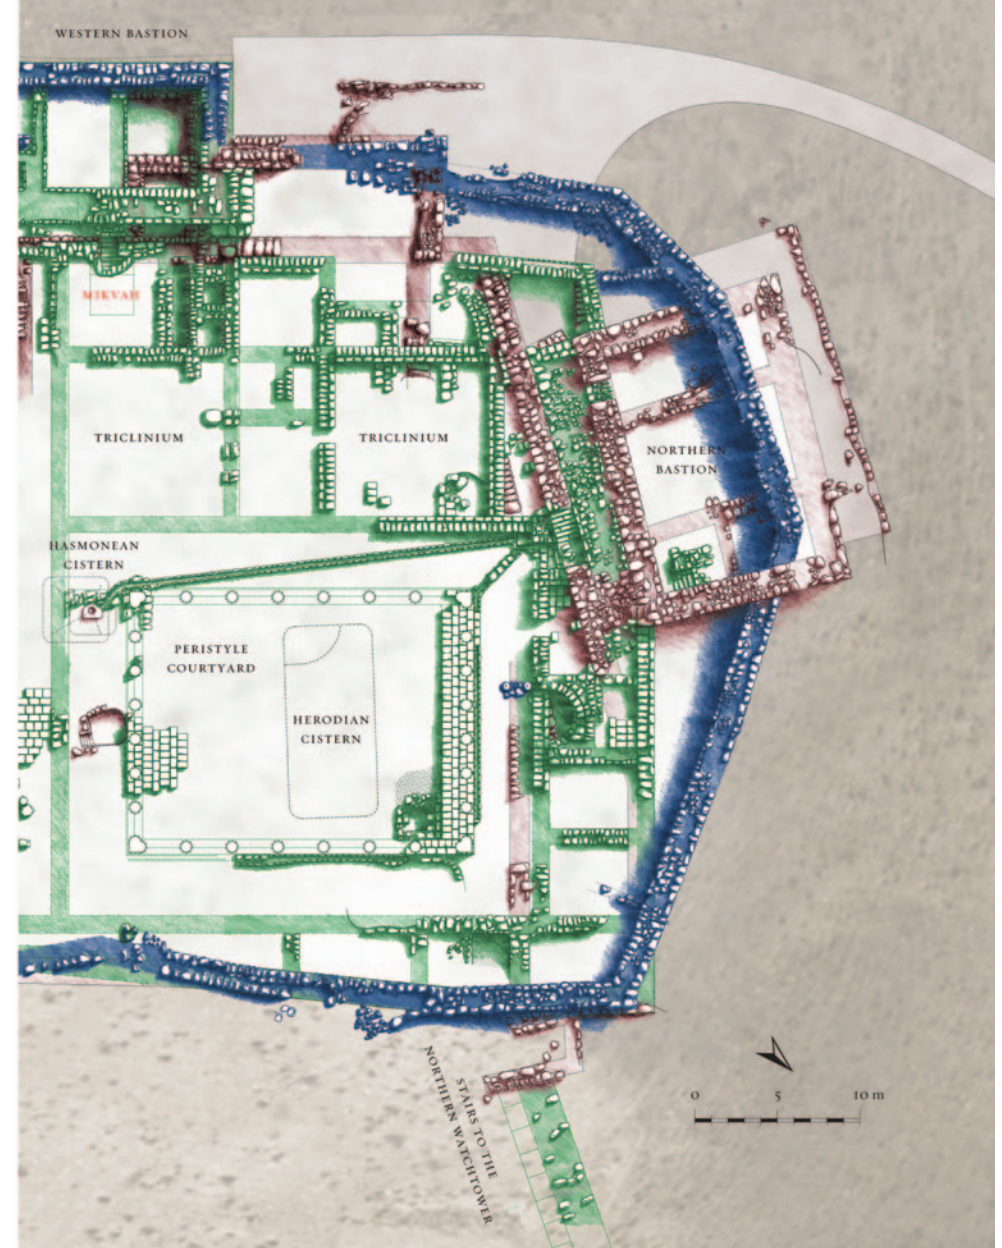 WESTERN BASTION
MIKVAH
TRICLINIUM
TRICLINIUM
NORTHERN
BASTION
HASMONEAN
CISTERN
PERISTYLE
COURTYARD
HERODIAN
CISTERN
STAIRS TO THE
NORTHERN WATCHTOWER
0 5 10 m